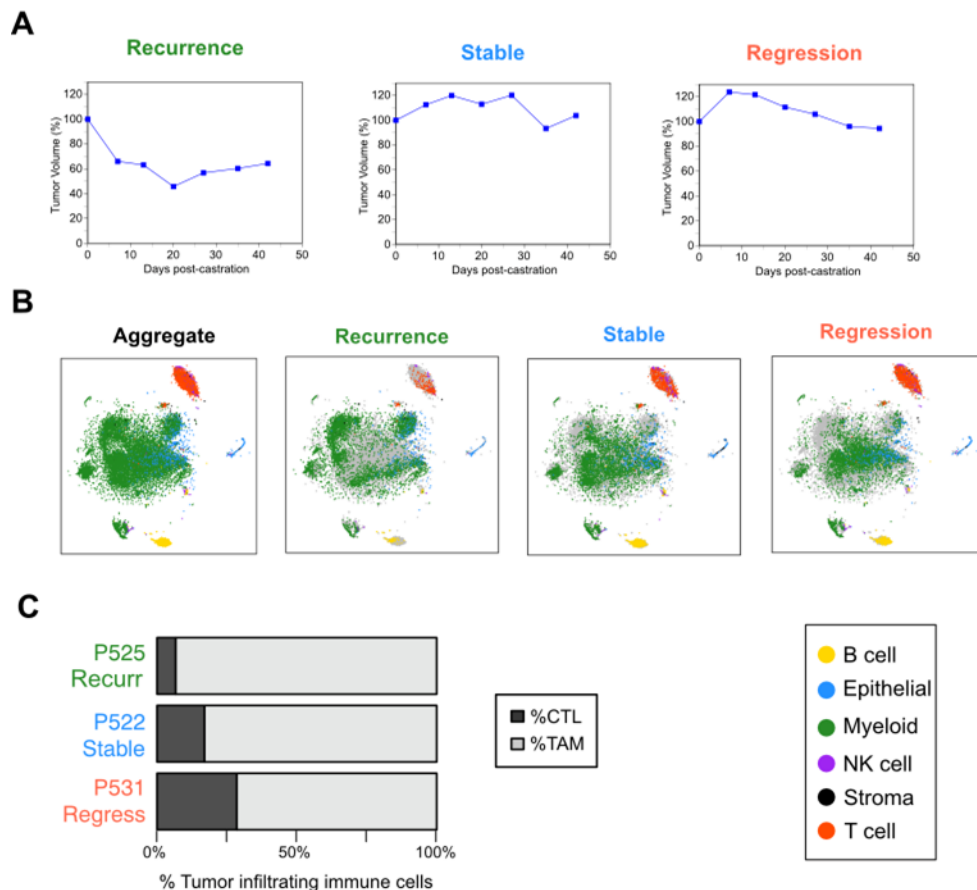 A
Recurrence
Stable
Regression
Tumor Volume (%)
120
100
80
60
40
20
0
0 10 20 30 40 50
Days post-castration
Tumor Volume (%)
120
100
80
60
40
20
0
0 10 20 30 40 50
Days post-castration
Tumor Volume (%)
120
100
80
60
40
20
0
0 10 20 30 40 50
Days post-castration
B
Aggregate
Recurrence
Stable
Regression
C
P525
Recurr
P522
Stable
P531
Regress
0% 50% 100%
% Tumor infiltrating immune cells
%CTL
%TAM
B cell
Epithelial
Myeloid
NK cell
Stroma
T cell